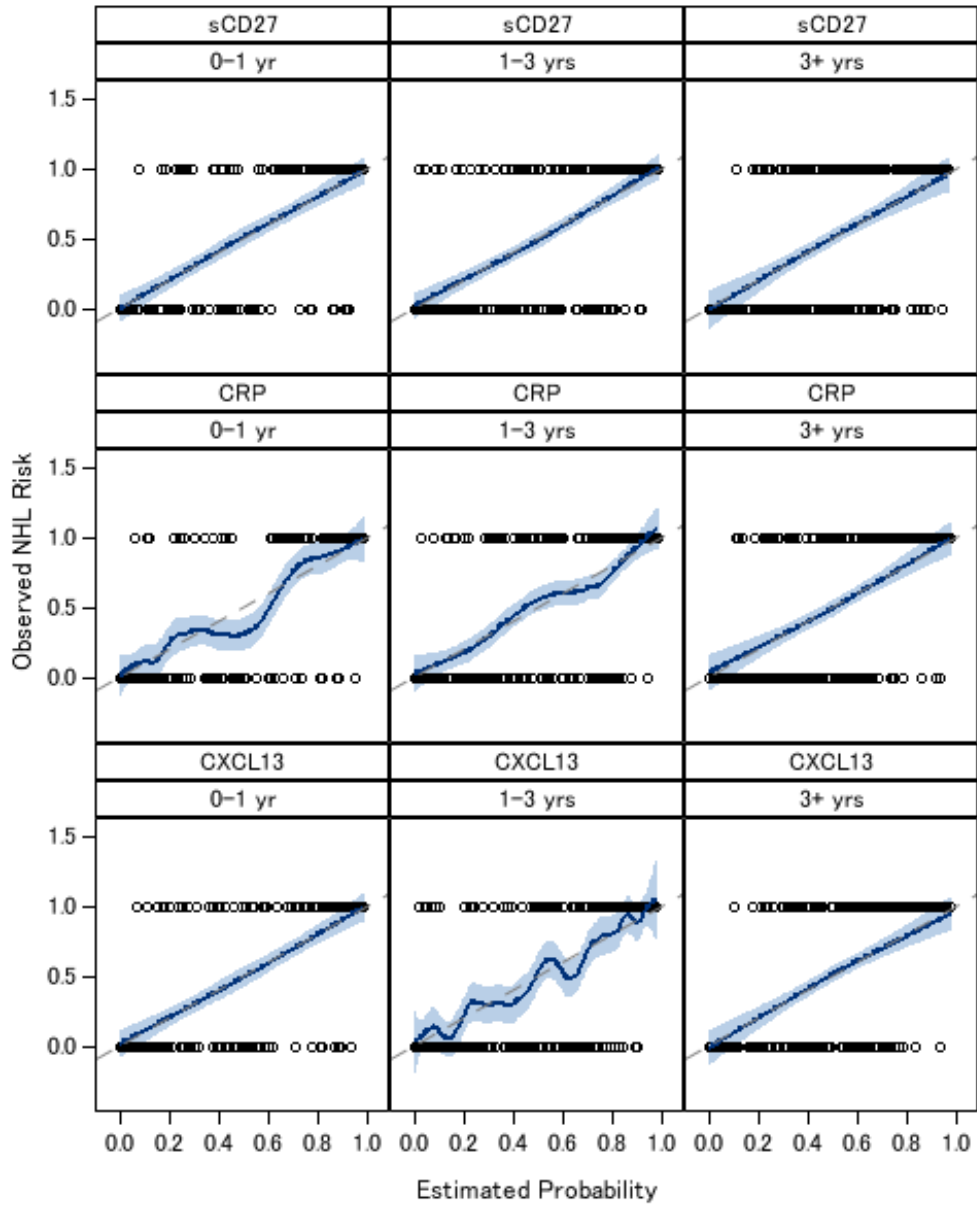 sCD27 sCD27 sCD27
0-1 yr 1-3 yrs 3+ yrs
1.5
1.0
0.5
0.0
CRP CRP CRP
0-1 yr 1-3 yrs 3+ yrs
1.5
1.0
0.5
0.0
Observed NHL Risk
CXCL13 CXCL13 CXCL13
0-1 yr 1-3 yrs 3+ yrs
1.5
1.0
0.5
0.0
0.0 0.2 0.4 0.6 0.8 1.0 0.0 0.2 0.4 0.6 0.8 1.0 0.0 0.2 0.4 0.6 0.8 1.0
Estimated Probability